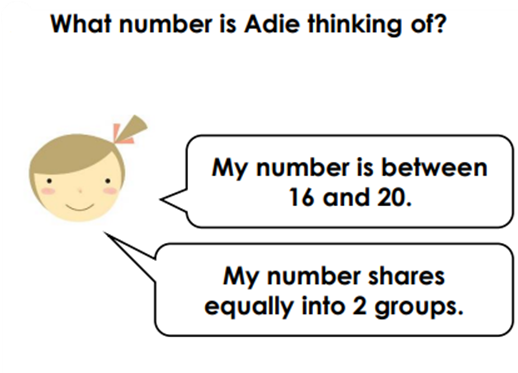 What number is Adie thinking of?
My number is between
16 and 20.
My number shares
equally into 2 groups.